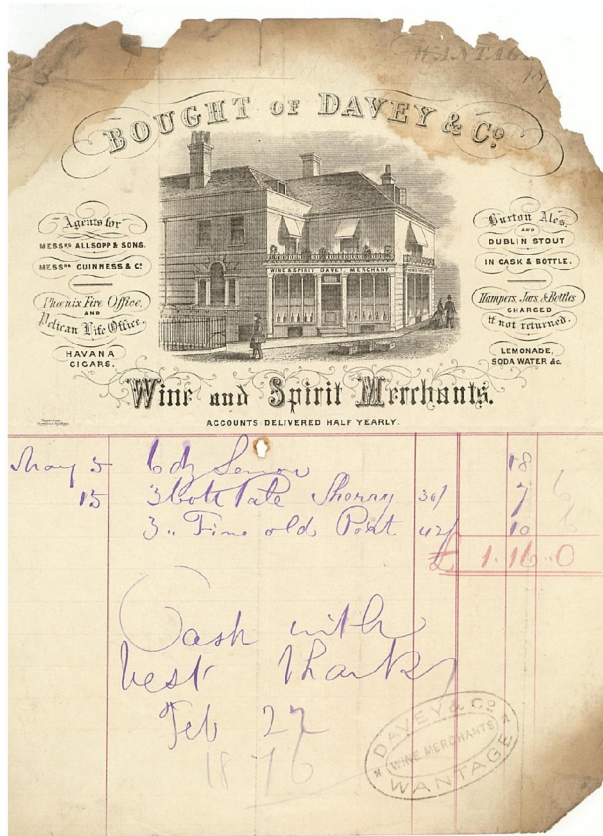 WANTAGE
BOUGHT OF DAVEY & Co.
Agents for
MESSRS ALLSOPP & SONS.
MESSRS GUINNESS & Co.
Phoenix Fire Office,
AND
Pelican Life Office.
HAVANA
CIGARS.
Burton Ales.
AND
DUBLIN STOUT
IN CASK & BOTTLE.
Hampers, Jars, & Bottles
CHARGED
if not returned.
LEMONADE,
SODA WATER &c.
WINE & SPIRIT DAVEY MERCHANT
Wine and Spirit Merchants.
ACCOUNTS DELIVERED HALF YEARLY.
May 5 6 dz 18
15 3 Bott Pale Sherry 30/ 7 6
3 .. Fine old Port 42/ 10 6
£ 1.16.0
Cash with
best thanks
Feb 22
1876
DAVEY & Co.
WINE MERCHANTS
WANTAGE